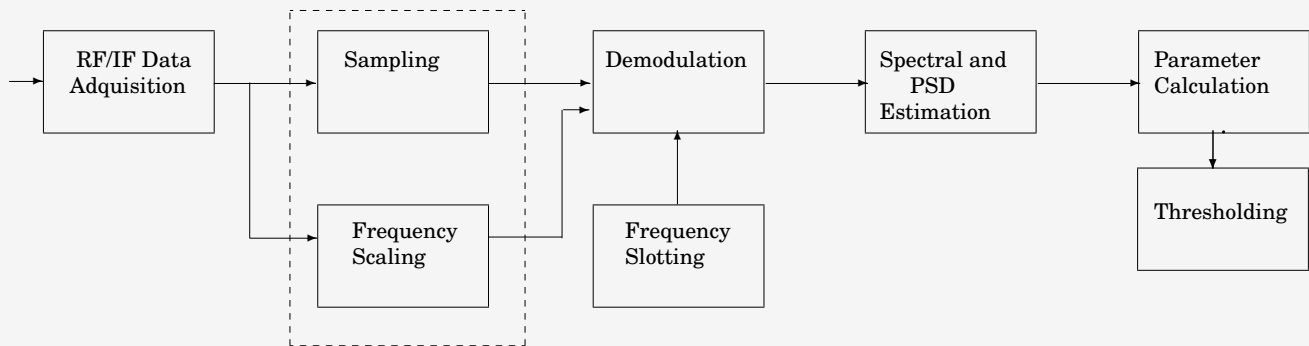 RF/IF Data
Adquisition
Sampling
Demodulation
Spectral and
PSD
Estimation
Parameter
Calculation
Frequency
Scaling
Frequency
Slotting
Thresholding